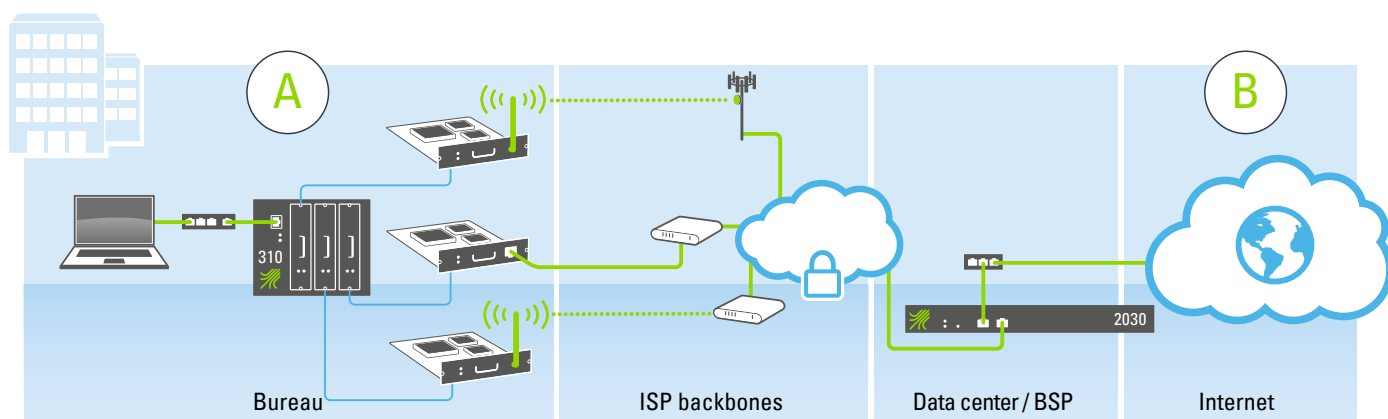 A
B
310
2030
Bureau
ISP backbones
Data center / BSP
Internet